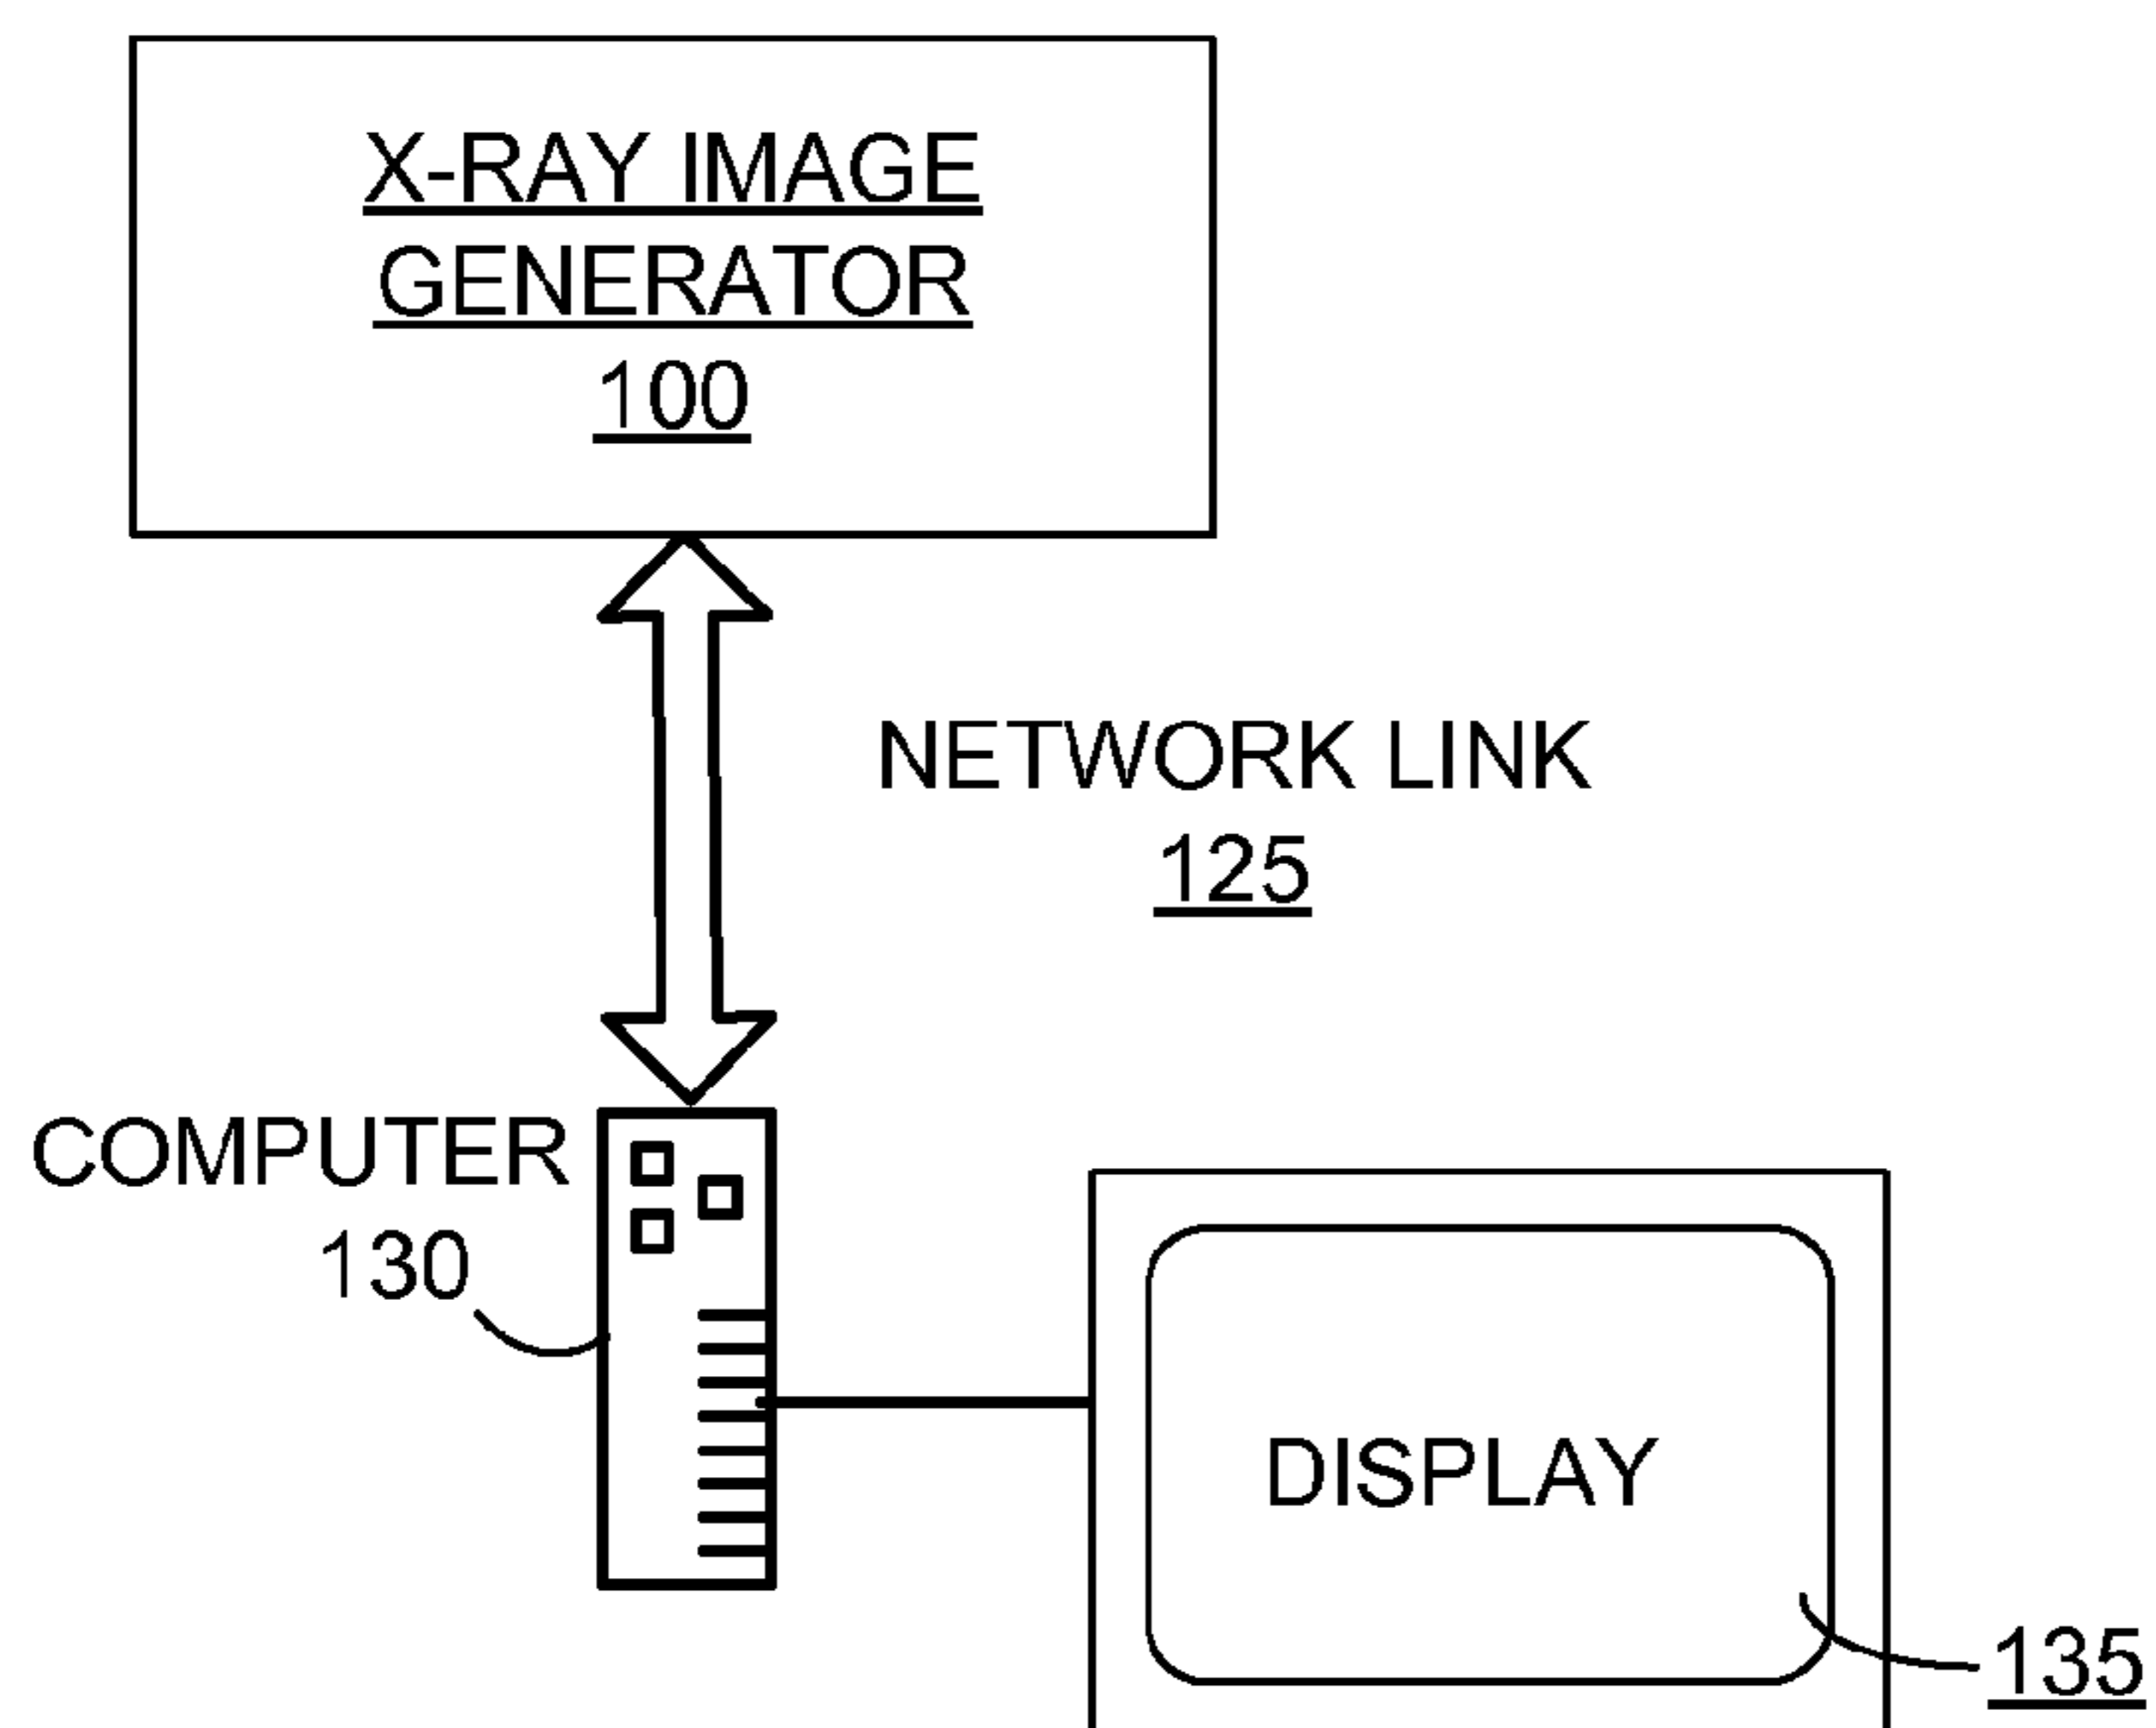 X-RAY IMAGE
GENERATOR
100
NETWORK LINK
125
COMPUTER
130
DISPLAY
135